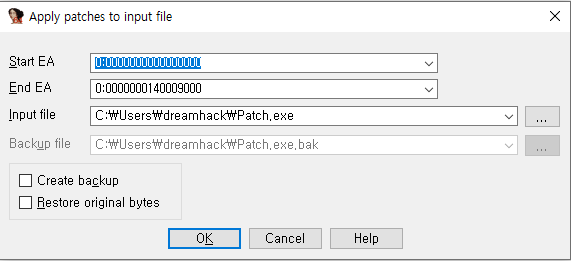 Apply patches to input file
Start EA 0:0000000000000000
End EA 0:0000000140009000
Input file C:₩Users₩dreamhack₩Patch.exe ...
Backup file C:₩Users₩dreamhack₩Patch.exe.bak ...
Create backup
Restore original bytes
OK Cancel Help